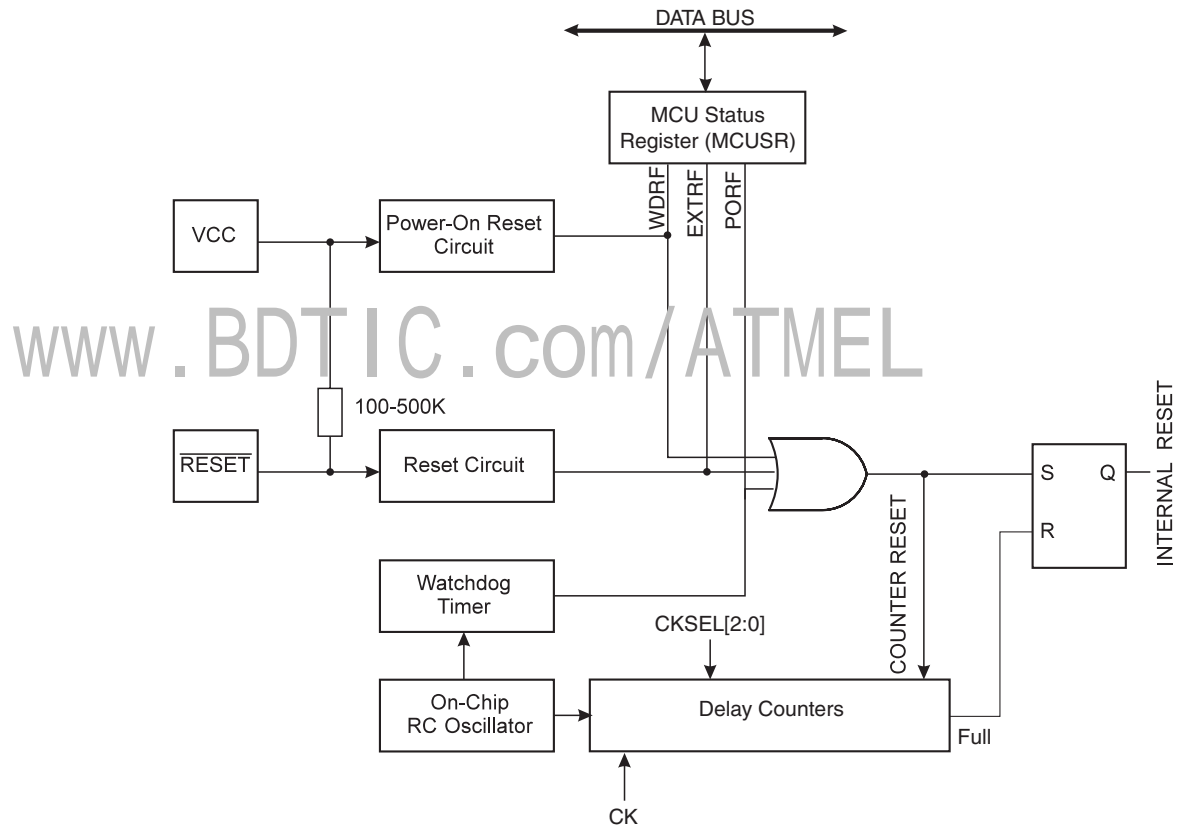 DATA BUS
MCU Status
Register (MCUSR)
WDRF
EXTRF
PORF
VCC
Power-On Reset
Circuit
www.BDTIC.com/ATMEL
100-500K
RESET
Reset Circuit
S
Q
R
INTERNAL RESET
COUNTER RESET
Watchdog
Timer
CKSEL[2:0]
On-Chip
RC Oscillator
Delay Counters
Full
CK